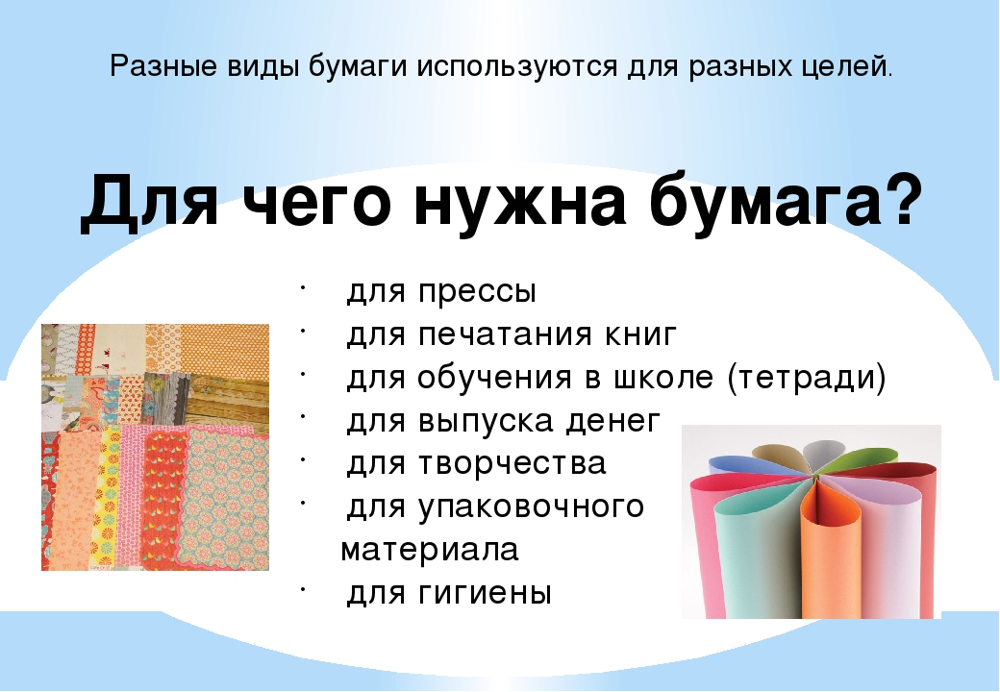 Разные виды бумаги используются для разных целей.
Для чего нужна бумага?
· для прессы
· для печатания книг
· для обучения в школе (тетради)
· для выпуска денег
· для творчества
· для упаковочного
материала
· для гигиены